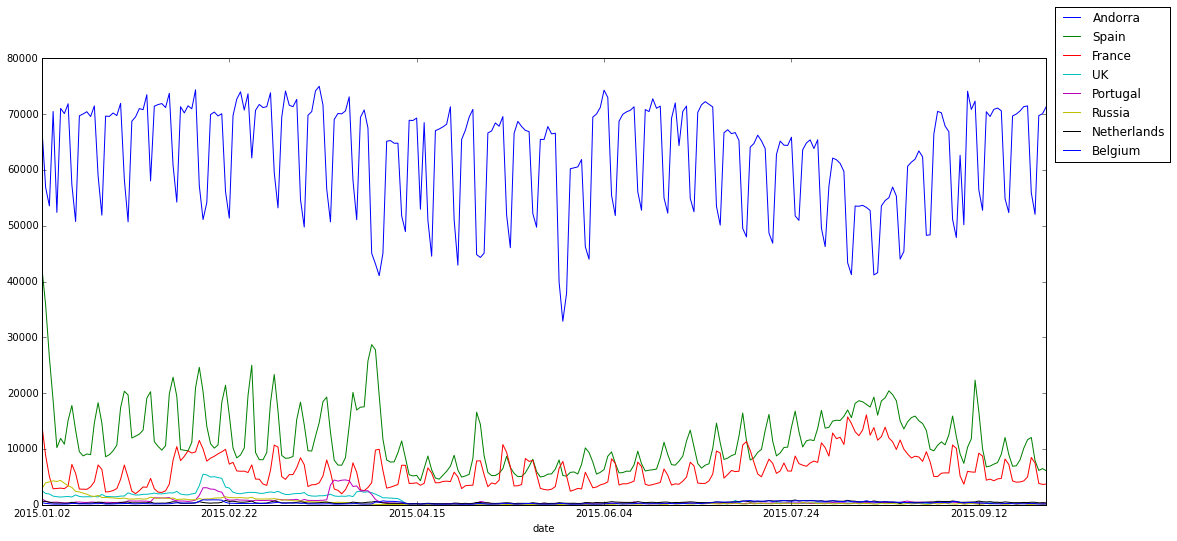 Andorra
Spain
France
UK
Portugal
Russia
Netherlands
Belgium
80000
70000
60000
50000
40000
30000
20000
10000
0
2015.01.02 2015.02.22 2015.04.15 2015.06.04 2015.07.24 2015.09.12
date